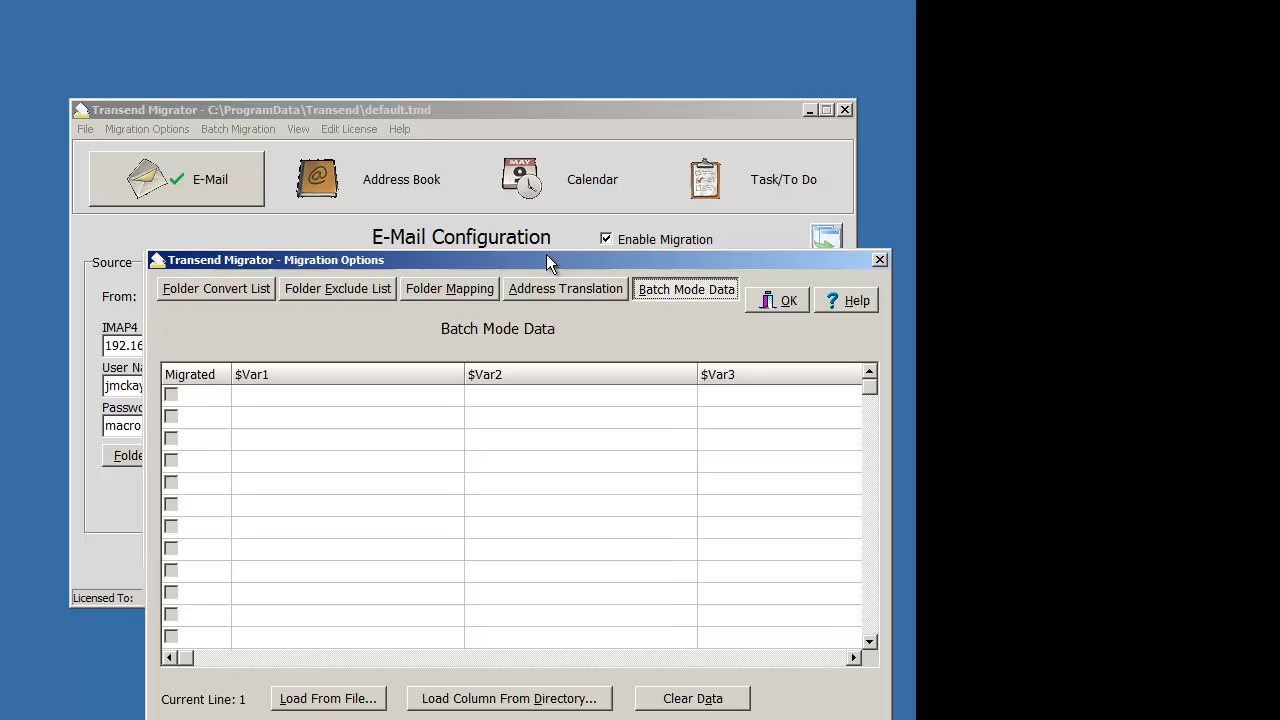 Transend Migrator - C:\ProgramData\Transend\default.tmd
File Migration Options Batch Migration View Edit License Help
E-Mail Address Book Calendar Task/To Do
MAY
9
E-Mail Configuration Enable Migration
Source
Transend Migrator - Migration Options
Folder Convert List Folder Exclude List Folder Mapping Address Translation Batch Mode Data
From:
OK Help
IMAP4
Batch Mode Data
192.16
User Na
Migrated $Var1 $Var2 $Var3
jmckay
Passwo
macro
Folde
Licensed To:
Current Line: 1 Load From File... Load Column From Directory... Clear Data